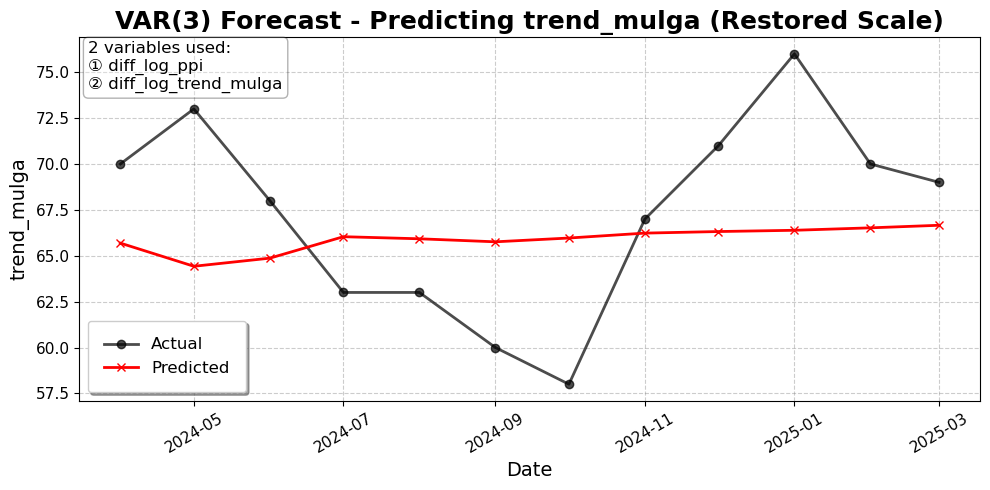 VAR(3) Forecast - Predicting trend_mulga (Restored Scale)
2 variables used:
① diff_log_ppi
② diff_log_trend_mulga
75.0
72.5
70.0
67.5
65.0
62.5
60.0
57.5
trend_mulga
Actual
Predicted
2024-05
2024-07
2024-09
2024-11
2025-01
2025-03
Date